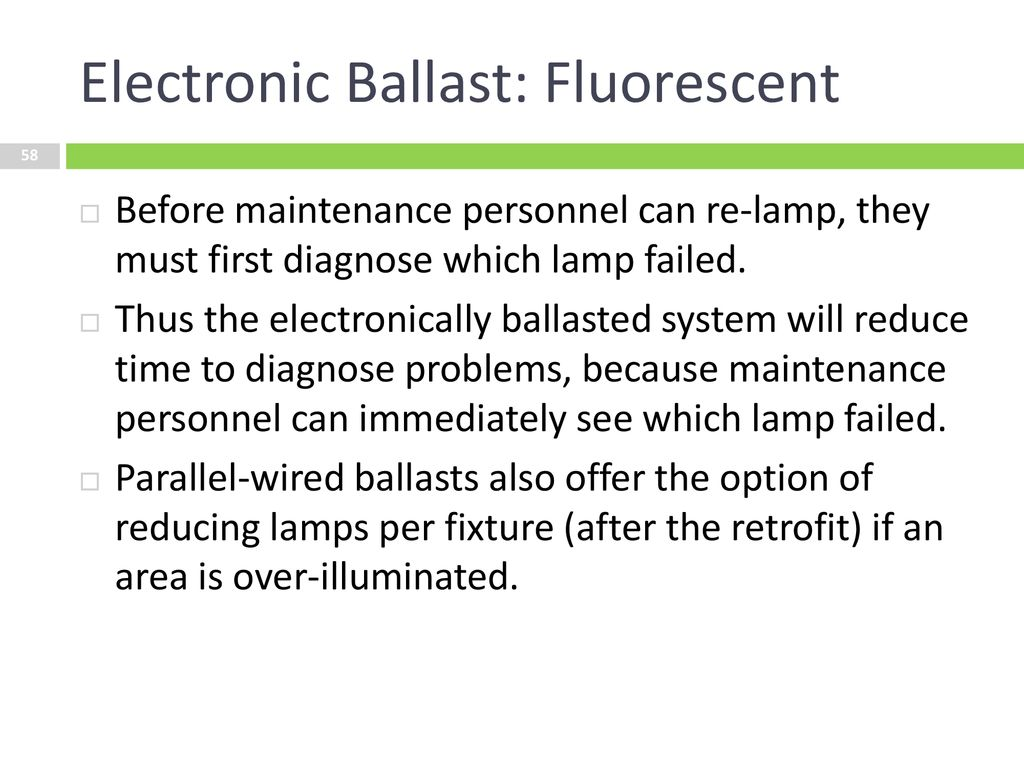 Electronic Ballast: Fluorescent
58
Before maintenance personnel can re-lamp, they
must first diagnose which lamp failed.
Thus the electronically ballasted system will reduce
time to diagnose problems, because maintenance
personnel can immediately see which lamp failed.
Parallel-wired ballasts also offer the option of
reducing lamps per fixture (after the retrofit) if an
area is over-illuminated.